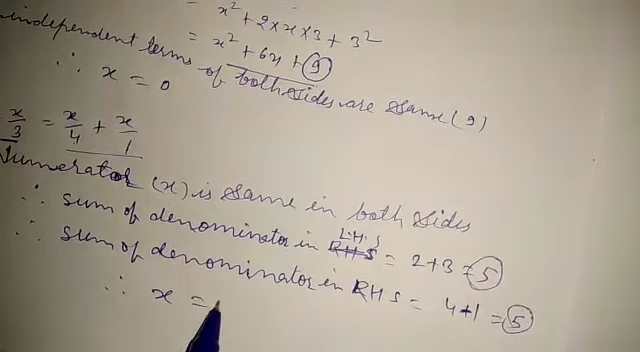 = x² + 2×x×3 + 3²
= x² + 6x + 9
independent terms of both sides are same (9)
∴ x = 0
x/3 = x/4 + x/1
Numerator (x) is same in both sides
∴ sum of denominator in L.H.S = 2+3 = 5
∴ sum of denominator in RHS = 4+1 = 5
∴ x =